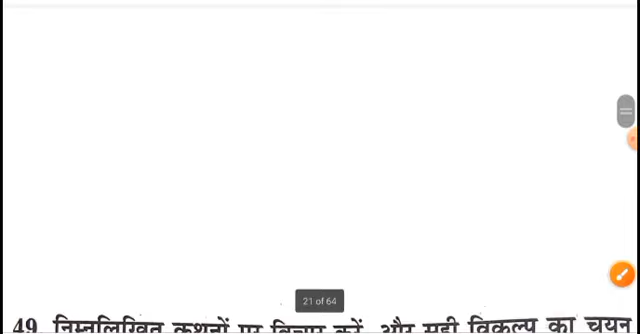 21 of 64
49. निम्नलिखित कथनों पर विचार करें, और सही विकल्प का चयन